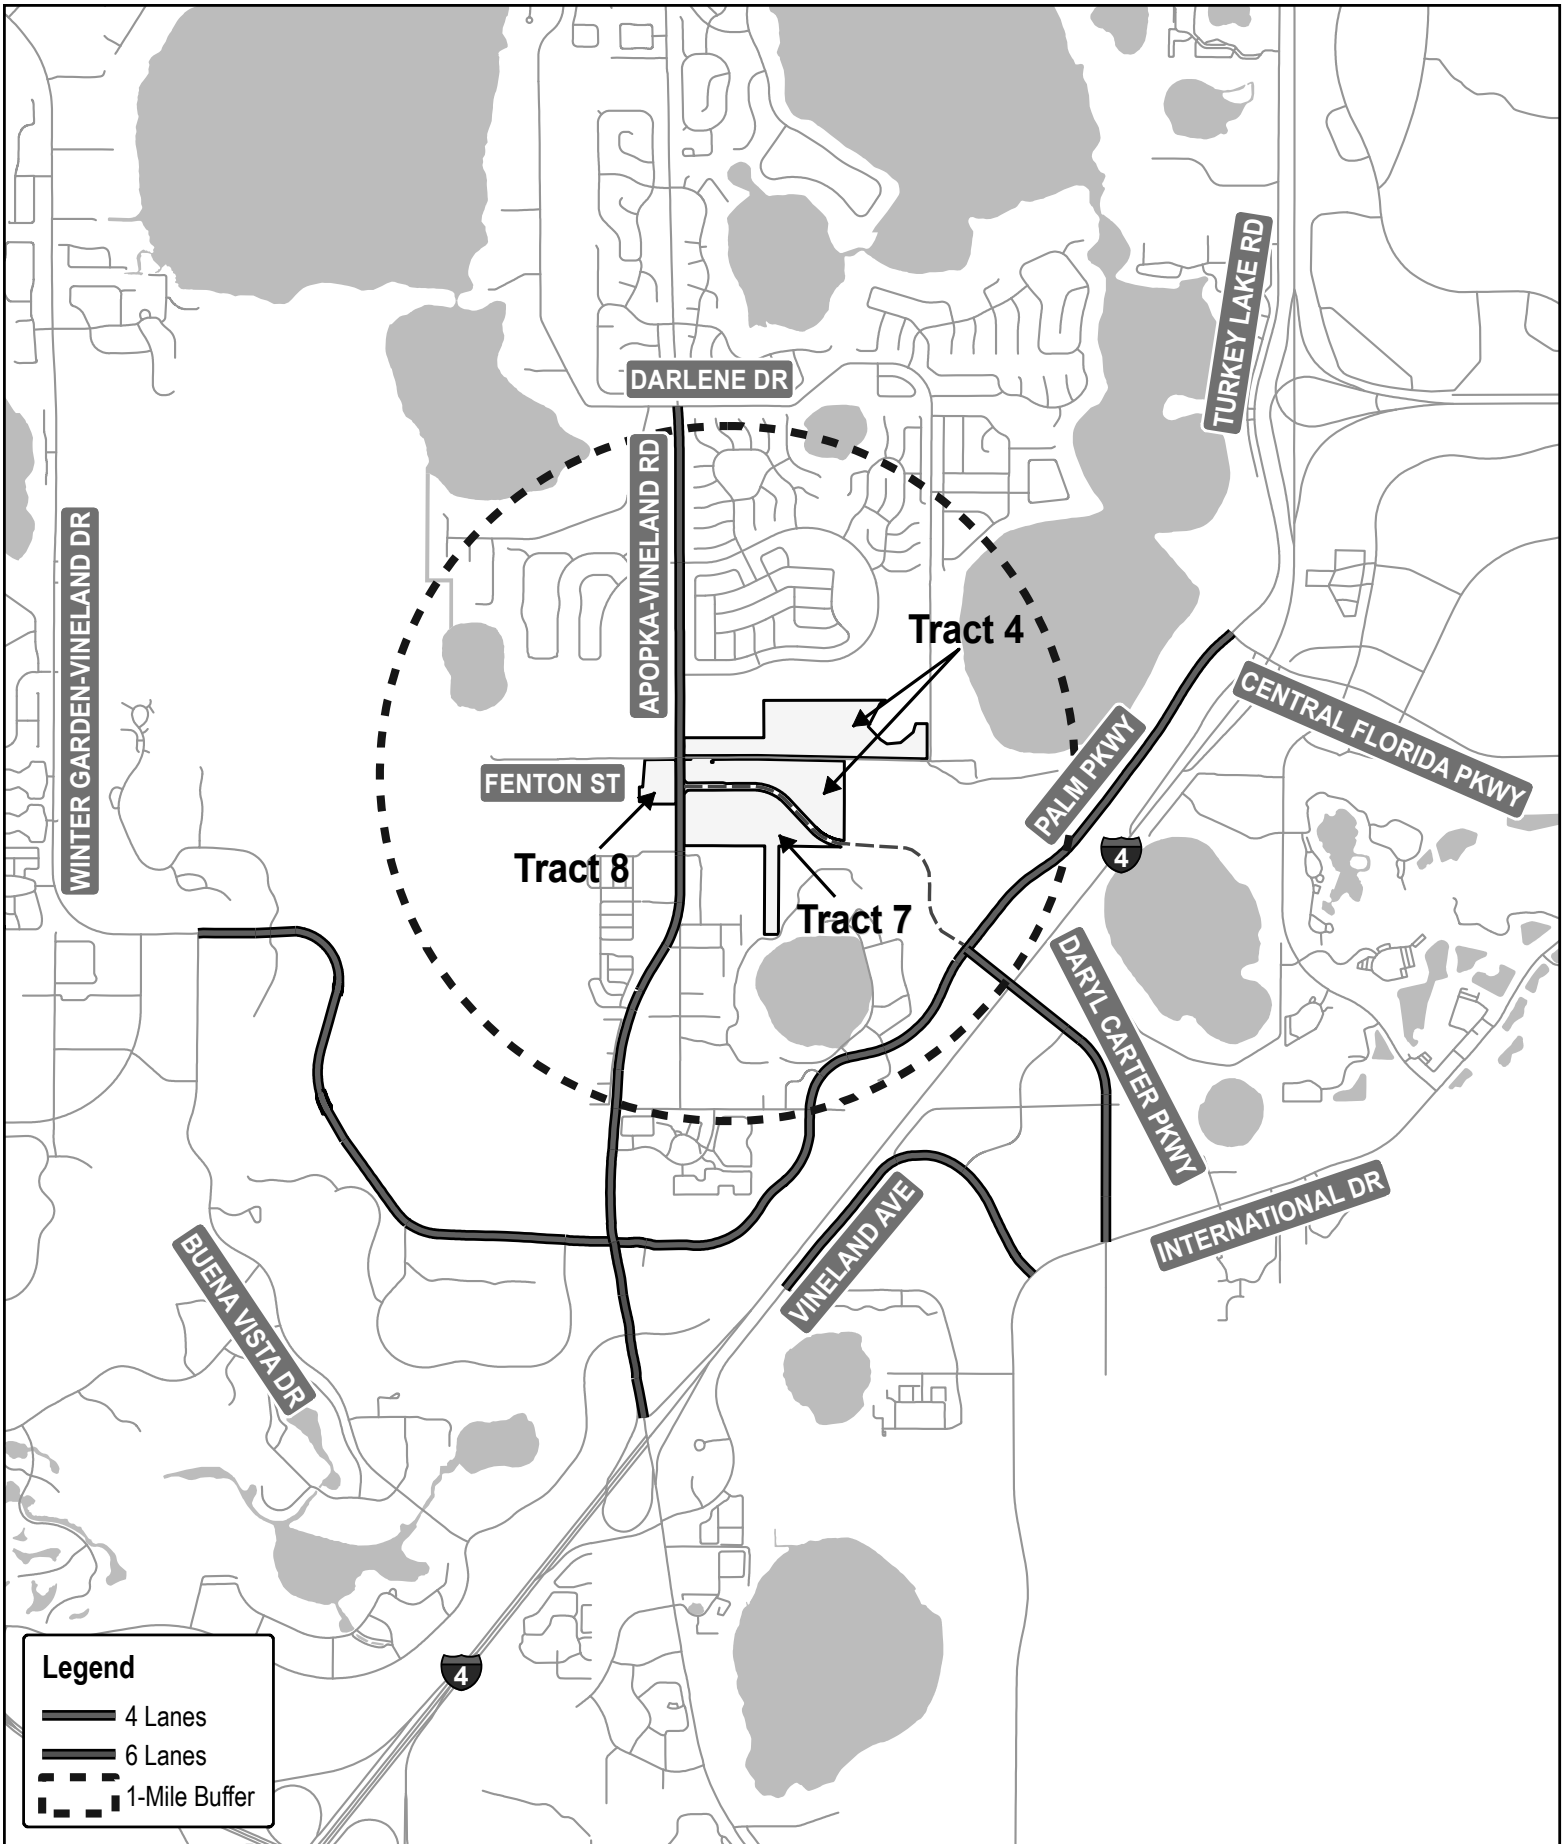 DARLENE DR
TURKEY LAKE RD
APOPKA-VINELAND RD
WINTER GARDEN-VINELAND DR
Tract 4
CENTRAL FLORIDA PKWY
PALM PKWY
FENTON ST
4
Tract 8
Tract 7
DARYL CARTER PKWY
INTERNATIONAL DR
VINELAND AVE
BUENA VISTA DR
4
Legend
4 Lanes
6 Lanes
1-Mile Buffer